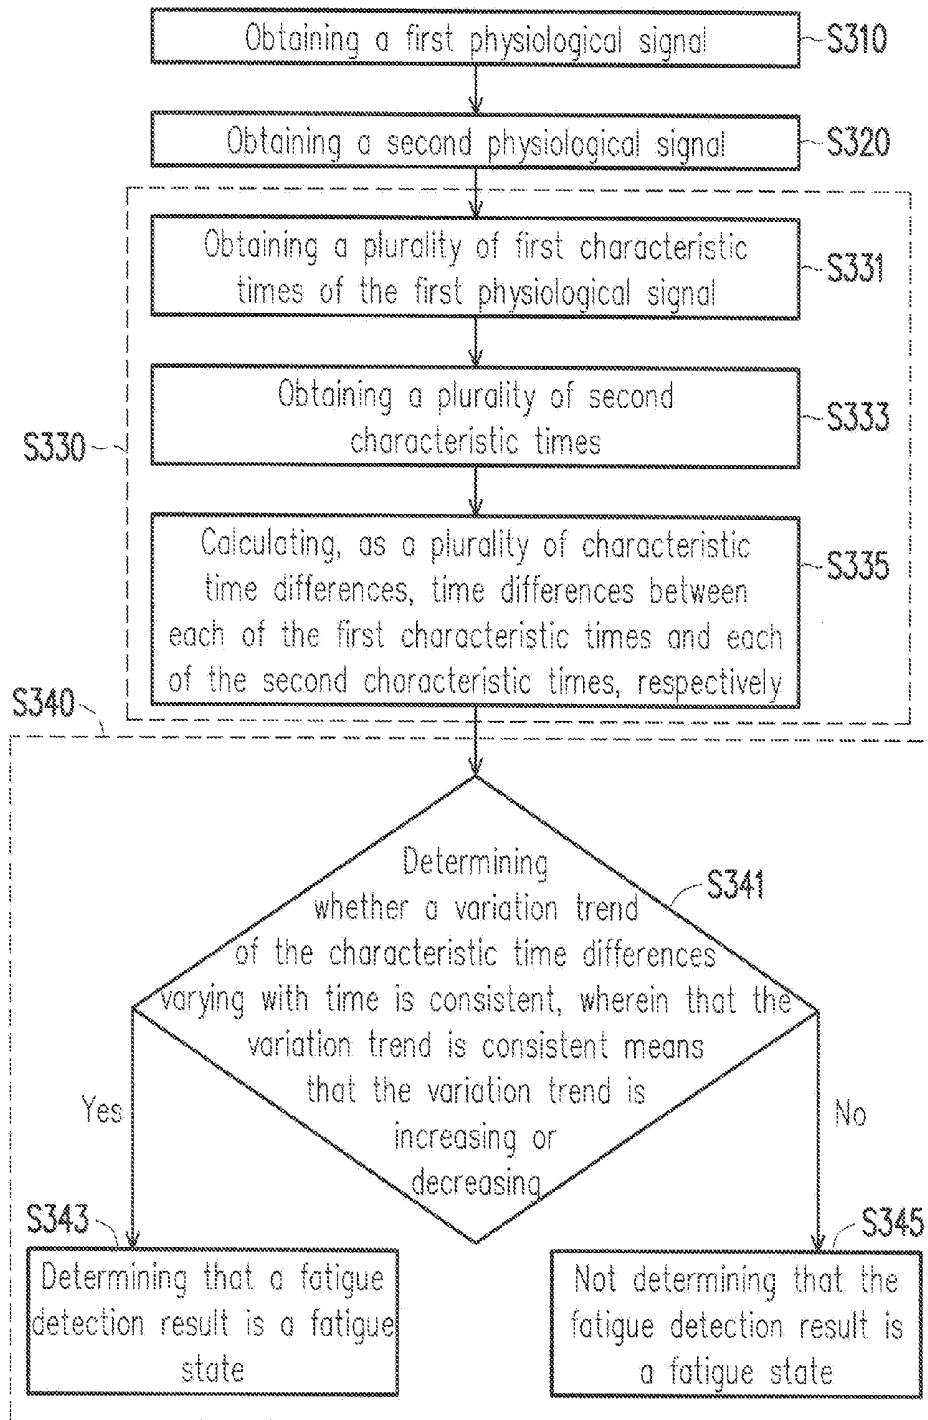 Obtaining a first physiological signal
S310
Obtaining a second physiological signal
S320
Obtaining a plurality of first characteristic
times of the first physiological signal
S331
Obtaining a plurality of second
characteristic times
S333
S330
Calculating, as a plurality of characteristic
time differences, time differences between
each of the first characteristic times and each
of the second characteristic times, respectively
S335
S340
Determining
whether a variation trend
of the characteristic time differences
varying with time is consistent, wherein that the
variation trend is consistent means
that the variation trend is
increasing or
decreasing
S341
Yes
No
S343
Determining that a fatigue
detection result is a fatigue
state
S345
Not determining that the
fatigue detection result is
a fatigue state